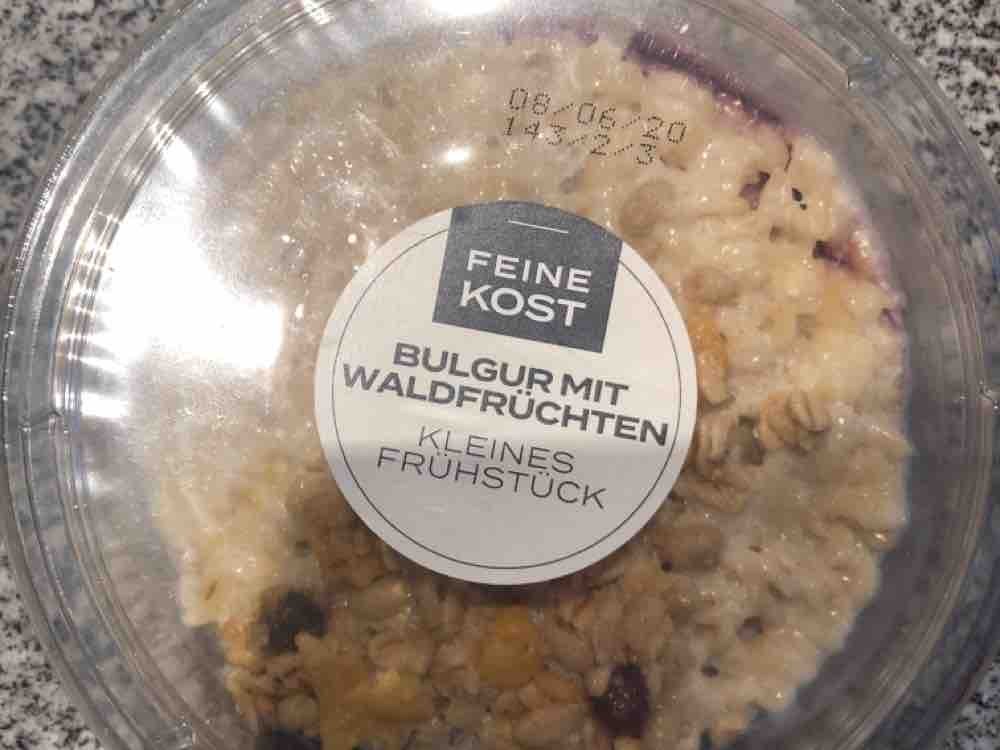 08/06/20
143/2/3
FEINE
KOST
BULGUR MIT
WALDFRÜCHTEN
KLEINES
FRÜHSTÜCK